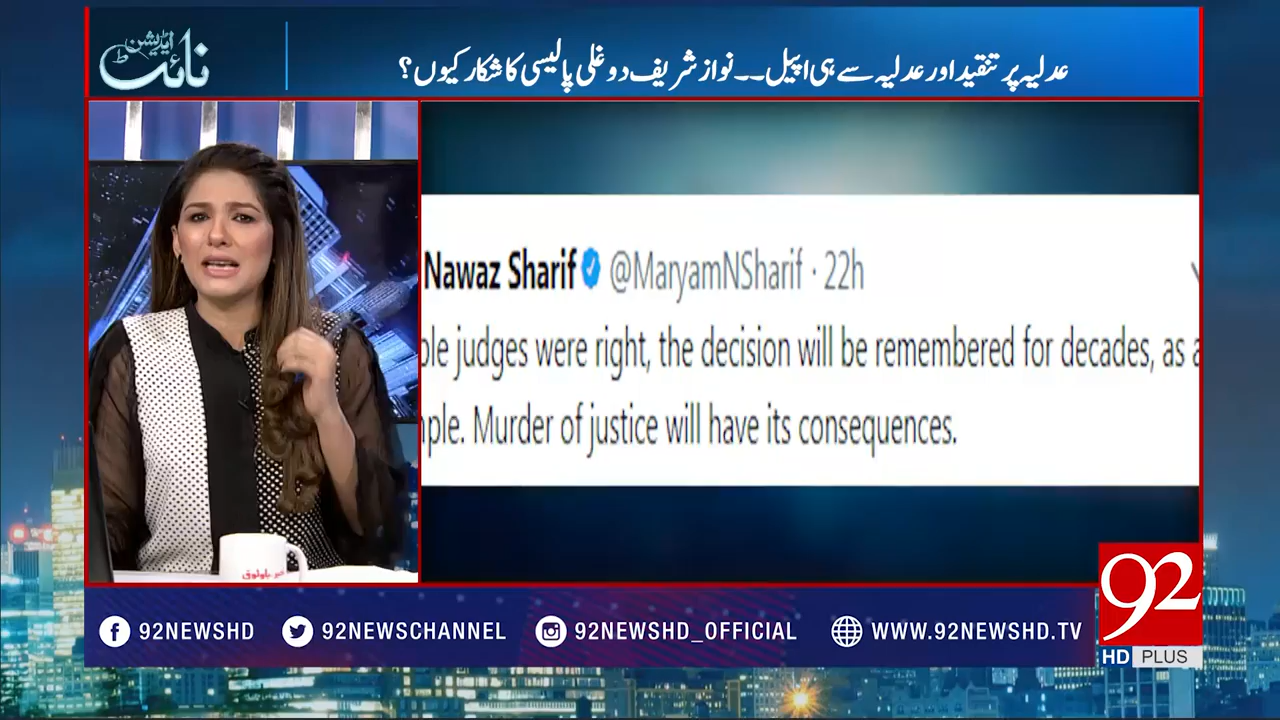 نائٹ ایڈیشن
عدلیہ پر تنقید اور عدلیہ سے ہی اپیل۔۔نواز شریف دوغلی پالیسی کا شکار کیوں؟
Nawaz Sharif @MaryamNSharif · 22h
judges were right, the decision will be remembered for decades, as
Murder of justice will have its consequences.
92NEWSHD 92NEWSCHANNEL 92NEWSHD_OFFICIAL WWW.92NEWSHD.TV
92
HD PLUS